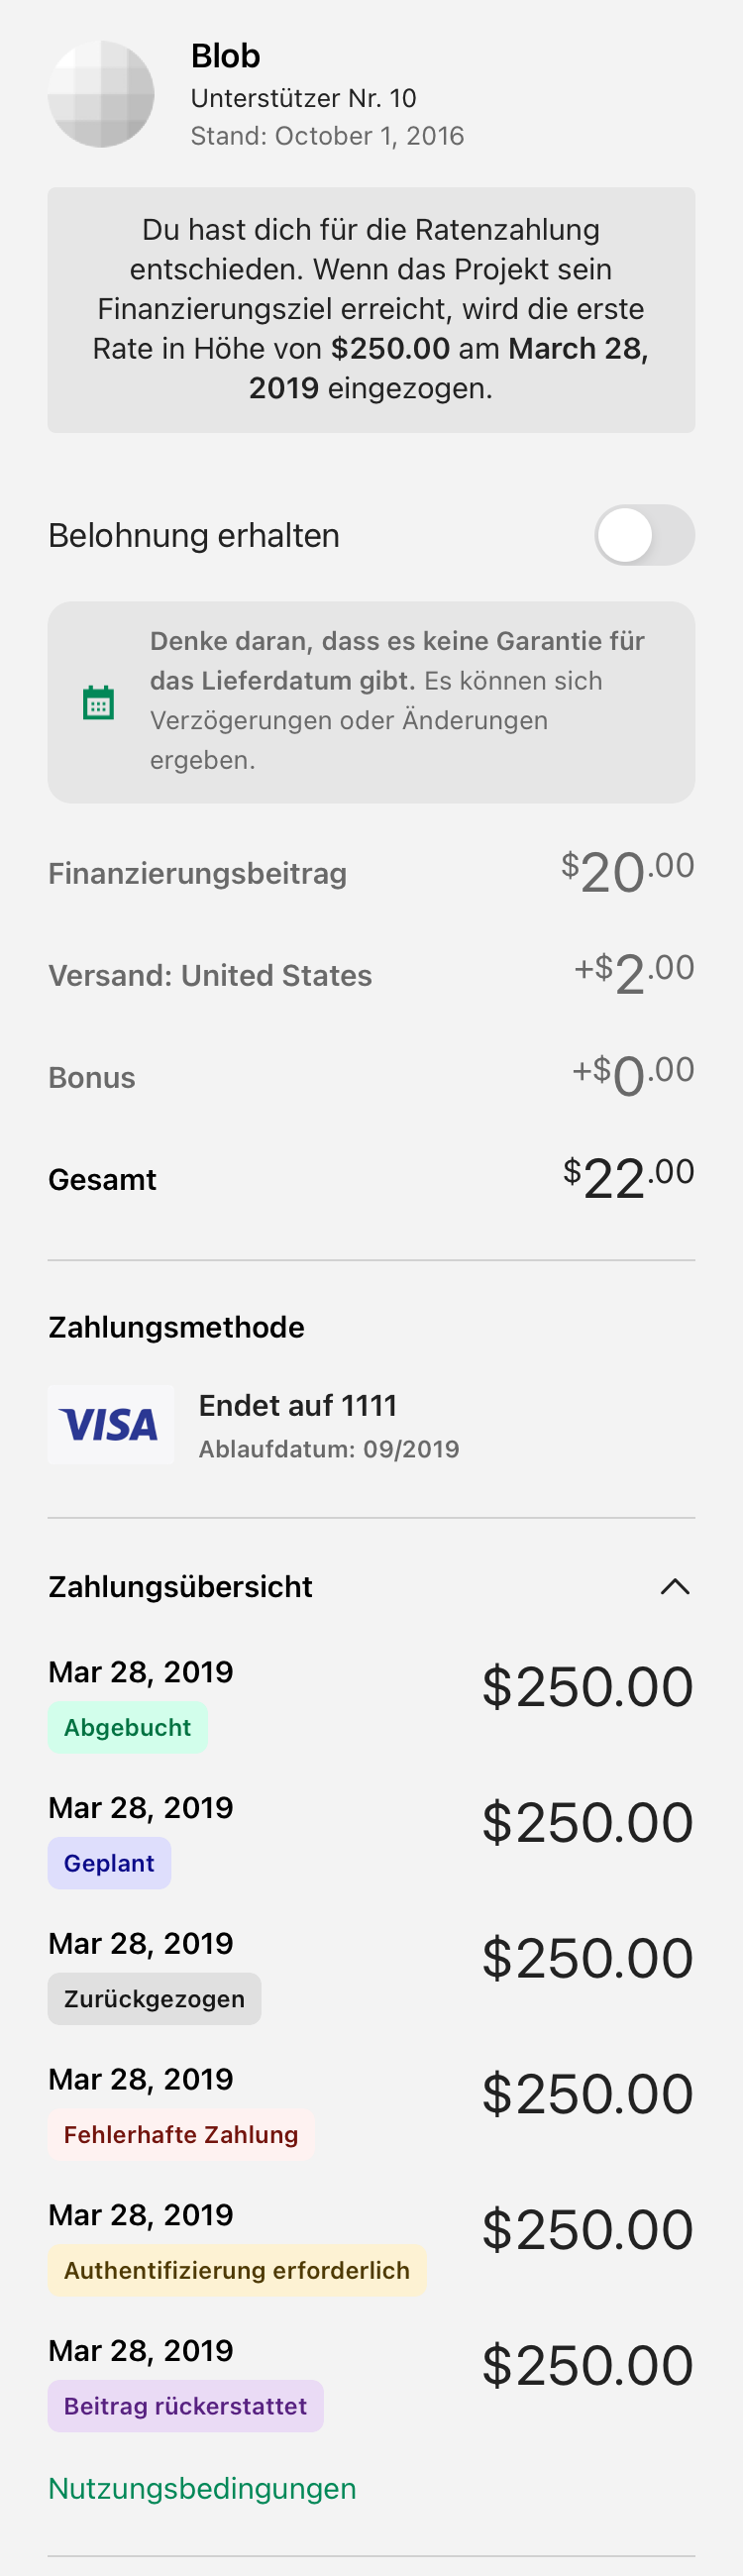 Blob
Unterstützer Nr. 10
Stand: October 1, 2016
Du hast dich für die Ratenzahlung
entschieden. Wenn das Projekt sein
Finanzierungsziel erreicht, wird die erste
Rate in Höhe von $250.00 am March 28,
2019 eingezogen.
Belohnung erhalten
Denke daran, dass es keine Garantie für
das Lieferdatum gibt. Es können sich
Verzögerungen oder Änderungen
ergeben.
Finanzierungsbeitrag $20.00
Versand: United States +$2.00
Bonus +$0.00
Gesamt $22.00
Zahlungsmethode
VISA
Endet auf 1111
Ablaufdatum: 09/2019
Zahlungsübersicht
Mar 28, 2019 $250.00
Abgebucht
Mar 28, 2019 $250.00
Geplant
Mar 28, 2019 $250.00
Zurückgezogen
Mar 28, 2019 $250.00
Fehlerhafte Zahlung
Mar 28, 2019 $250.00
Authentifizierung erforderlich
Mar 28, 2019 $250.00
Beitrag rückerstattet
Nutzungsbedingungen